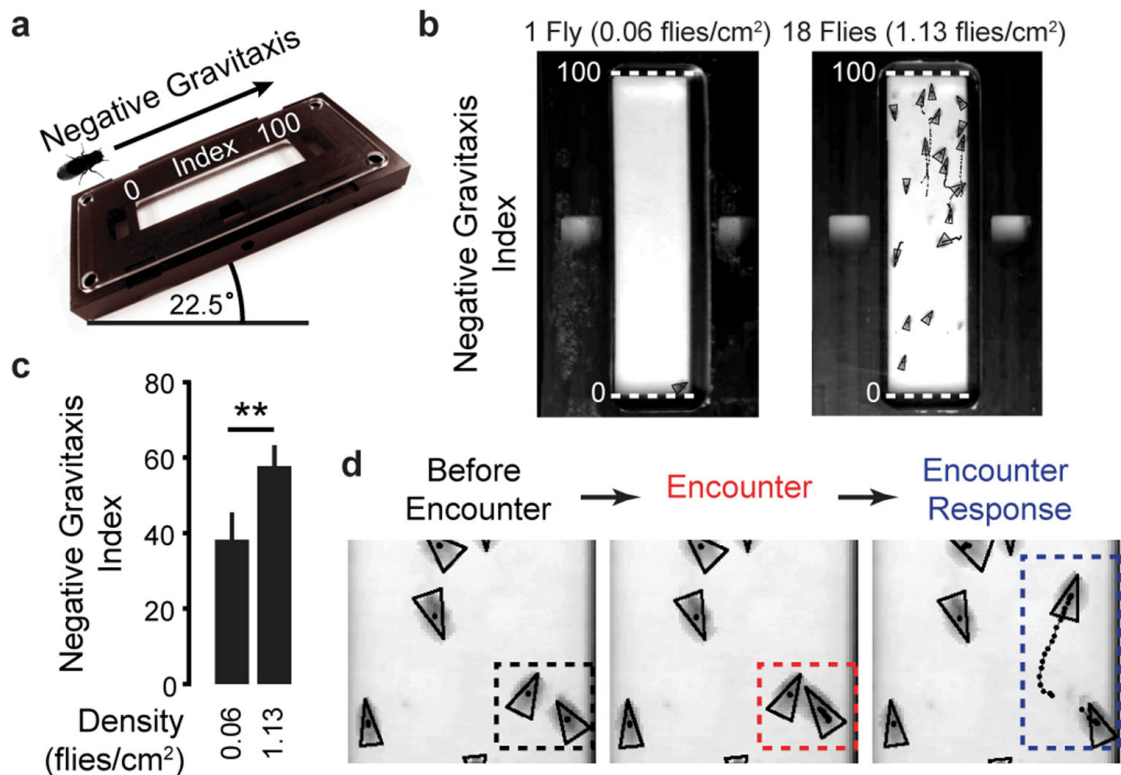 a
Negative Gravitaxis
Index
0
100
22.5°
b
1 Fly (0.06 flies/cm²)
18 Flies (1.13 flies/cm²)
Negative Gravitaxis
Index
100
0
100
0
c
Negative Gravitaxis
Index
80
60
40
20
0
**
Density
(flies/cm²)
0.06
1.13
d
Before
Encounter
Encounter
Encounter
Response